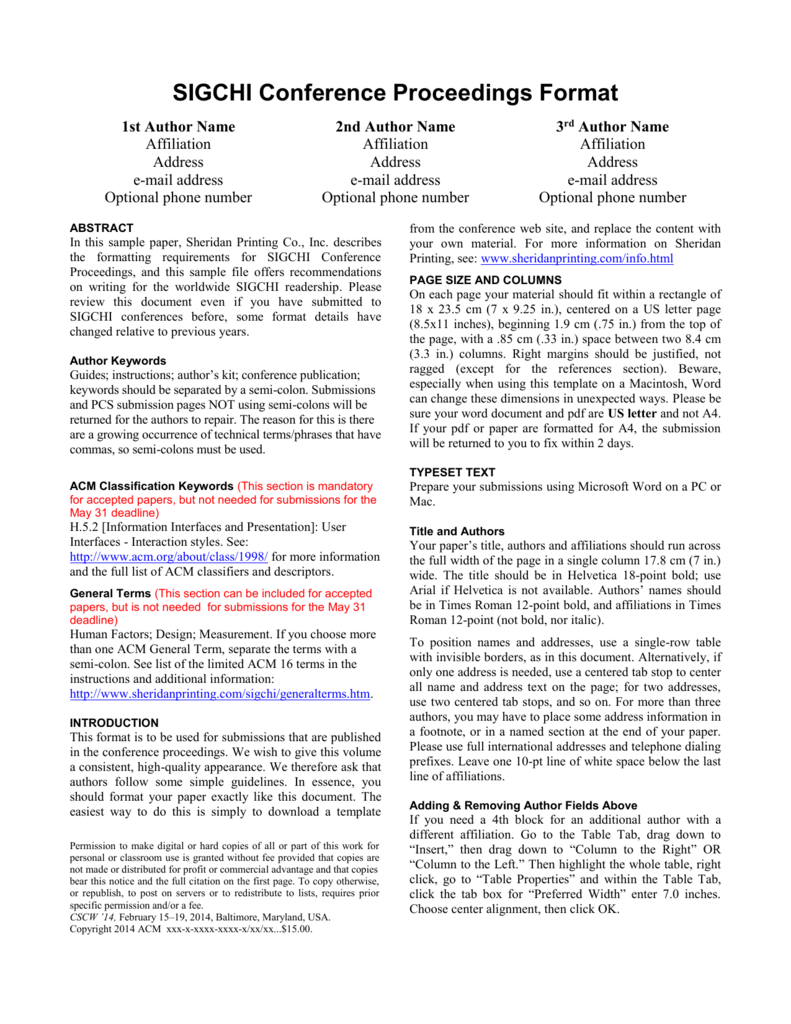 SIGCHI Conference Proceedings Format
1st Author Name
Affiliation
Address
e-mail address
Optional phone number
2nd Author Name
Affiliation
Address
e-mail address
Optional phone number
3rd Author Name
Affiliation
Address
e-mail address
Optional phone number
ABSTRACT
In this sample paper, Sheridan Printing Co., Inc. describes
the formatting requirements for SIGCHI Conference
Proceedings, and this sample file offers recommendations
on writing for the worldwide SIGCHI readership. Please
review this document even if you have submitted to
SIGCHI conferences before, some format details have
changed relative to previous years.
Author Keywords
Guides; instructions; author’s kit; conference publication;
keywords should be separated by a semi-colon. Submissions
and PCS submission pages NOT using semi-colons will be
returned for the authors to repair. The reason for this is there
are a growing occurrence of technical terms/phrases that have
commas, so semi-colons must be used.
ACM Classification Keywords (This section is mandatory
for accepted papers, but not needed for submissions for the
May 31 deadline)
H.5.2 [Information Interfaces and Presentation]: User
Interfaces - Interaction styles. See:
http://www.acm.org/about/class/1998/ for more information
and the full list of ACM classifiers and descriptors.
General Terms (This section can be included for accepted
papers, but is not needed for submissions for the May 31
deadline)
Human Factors; Design; Measurement. If you choose more
than one ACM General Term, separate the terms with a
semi-colon. See list of the limited ACM 16 terms in the
instructions and additional information:
http://www.sheridanprinting.com/sigchi/generalterms.htm.
INTRODUCTION
This format is to be used for submissions that are published
in the conference proceedings. We wish to give this volume
a consistent, high-quality appearance. We therefore ask that
authors follow some simple guidelines. In essence, you
should format your paper exactly like this document. The
easiest way to do this is simply to download a template
Permission to make digital or hard copies of all or part of this work for
personal or classroom use is granted without fee provided that copies are
not made or distributed for profit or commercial advantage and that copies
bear this notice and the full citation on the first page. To copy otherwise,
or republish, to post on servers or to redistribute to lists, requires prior
specific permission and/or a fee.
CSCW ’14, February 15–19, 2014, Baltimore, Maryland, USA.
Copyright 2014 ACM xxx-x-xxxx-xxxx-x/xx/xx...$15.00.
from the conference web site, and replace the content with
your own material. For more information on Sheridan
Printing, see: www.sheridanprinting.com/info.html
PAGE SIZE AND COLUMNS
On each page your material should fit within a rectangle of
18 x 23.5 cm (7 x 9.25 in.), centered on a US letter page
(8.5x11 inches), beginning 1.9 cm (.75 in.) from the top of
the page, with a .85 cm (.33 in.) space between two 8.4 cm
(3.3 in.) columns. Right margins should be justified, not
ragged (except for the references section). Beware,
especially when using this template on a Macintosh, Word
can change these dimensions in unexpected ways. Please be
sure your word document and pdf are US letter and not A4.
If your pdf or paper are formatted for A4, the submission
will be returned to you to fix within 2 days.
TYPESET TEXT
Prepare your submissions using Microsoft Word on a PC or
Mac.
Title and Authors
Your paper’s title, authors and affiliations should run across
the full width of the page in a single column 17.8 cm (7 in.)
wide. The title should be in Helvetica 18-point bold; use
Arial if Helvetica is not available. Authors’ names should
be in Times Roman 12-point bold, and affiliations in Times
Roman 12-point (not bold, nor italic).
To position names and addresses, use a single-row table
with invisible borders, as in this document. Alternatively, if
only one address is needed, use a centered tab stop to center
all name and address text on the page; for two addresses,
use two centered tab stops, and so on. For more than three
authors, you may have to place some address information in
a footnote, or in a named section at the end of your paper.
Please use full international addresses and telephone dialing
prefixes. Leave one 10-pt line of white space below the last
line of affiliations.
Adding & Removing Author Fields Above
If you need a 4th block for an additional author with a
different affiliation. Go to the Table Tab, drag down to
“Insert,” then drag down to “Column to the Right” OR
“Column to the Left.” Then highlight the whole table, right
click, go to “Table Properties” and within the Table Tab,
click the tab box for “Preferred Width” enter 7.0 inches.
Choose center alignment, then click OK.